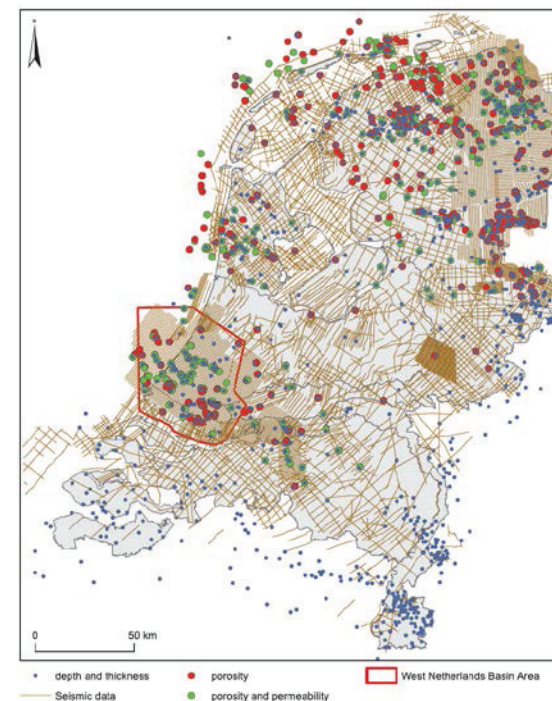 0 50 km
depth and thickness porosity West Netherlands Basin Area
Seismic data porosity and permeability